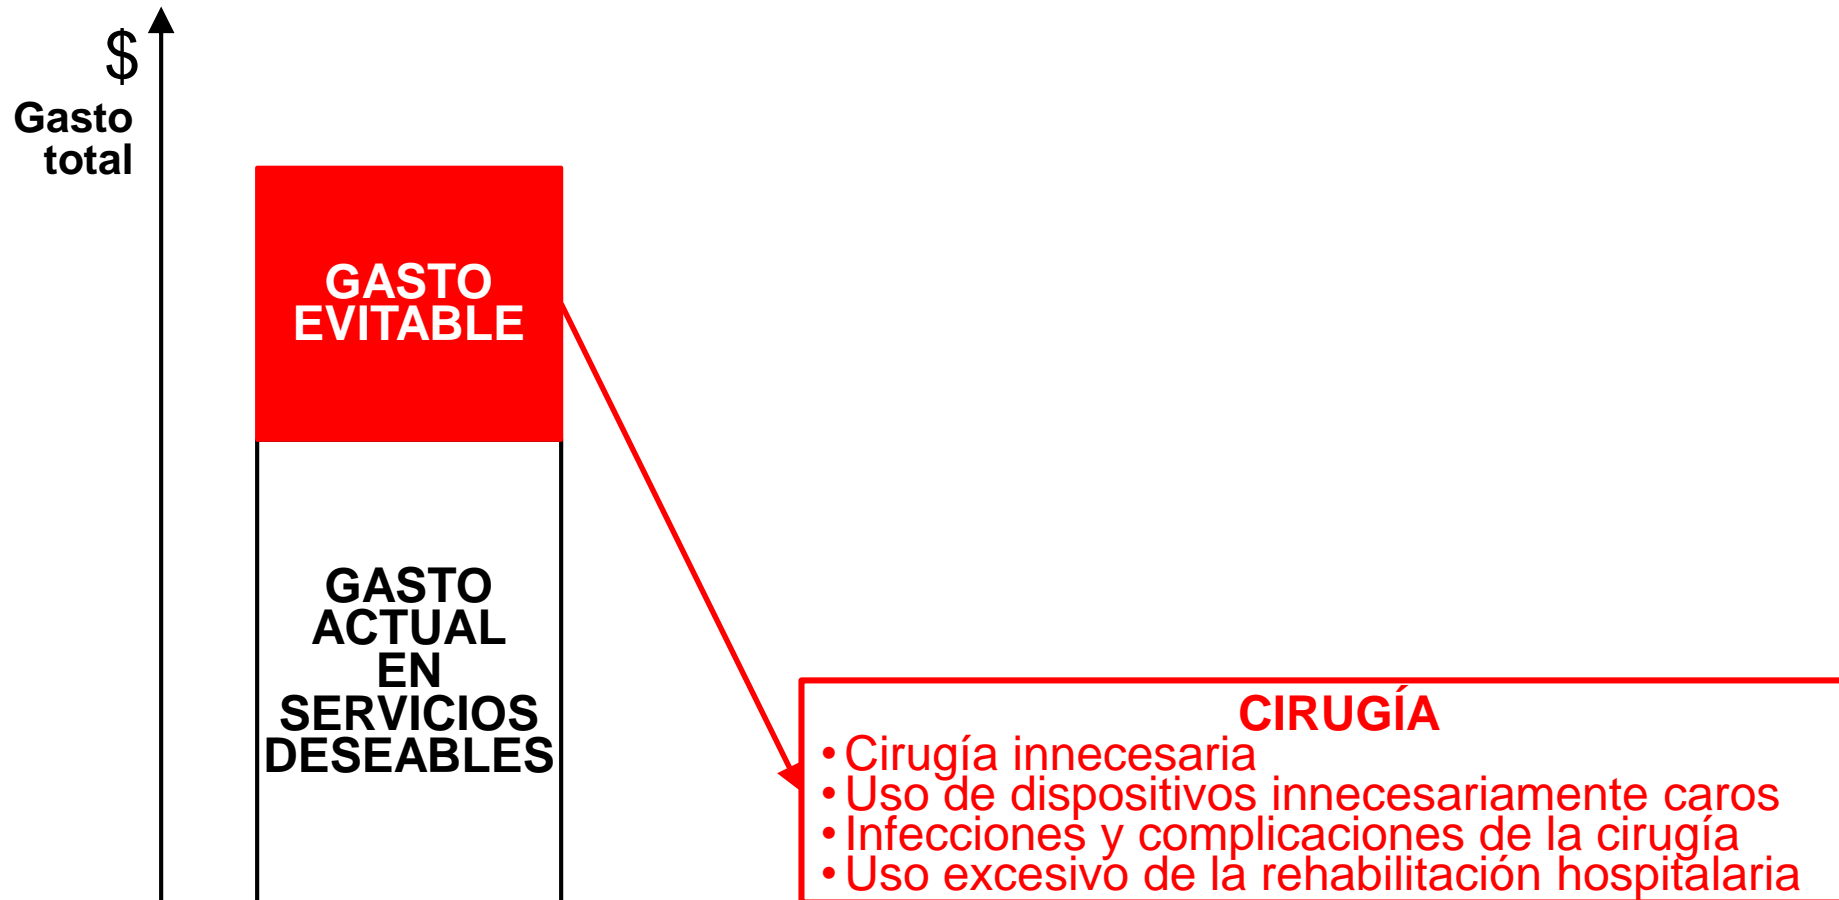 $
Gasto
total
GASTO
EVITABLE
GASTO
ACTUAL
EN
SERVICIOS
DESEABLES
CIRUGÍA
• Cirugía innecesaria
• Uso de dispositivos innecesariamente caros
• Infecciones y complicaciones de la cirugía
• Uso excesivo de la rehabilitación hospitalaria